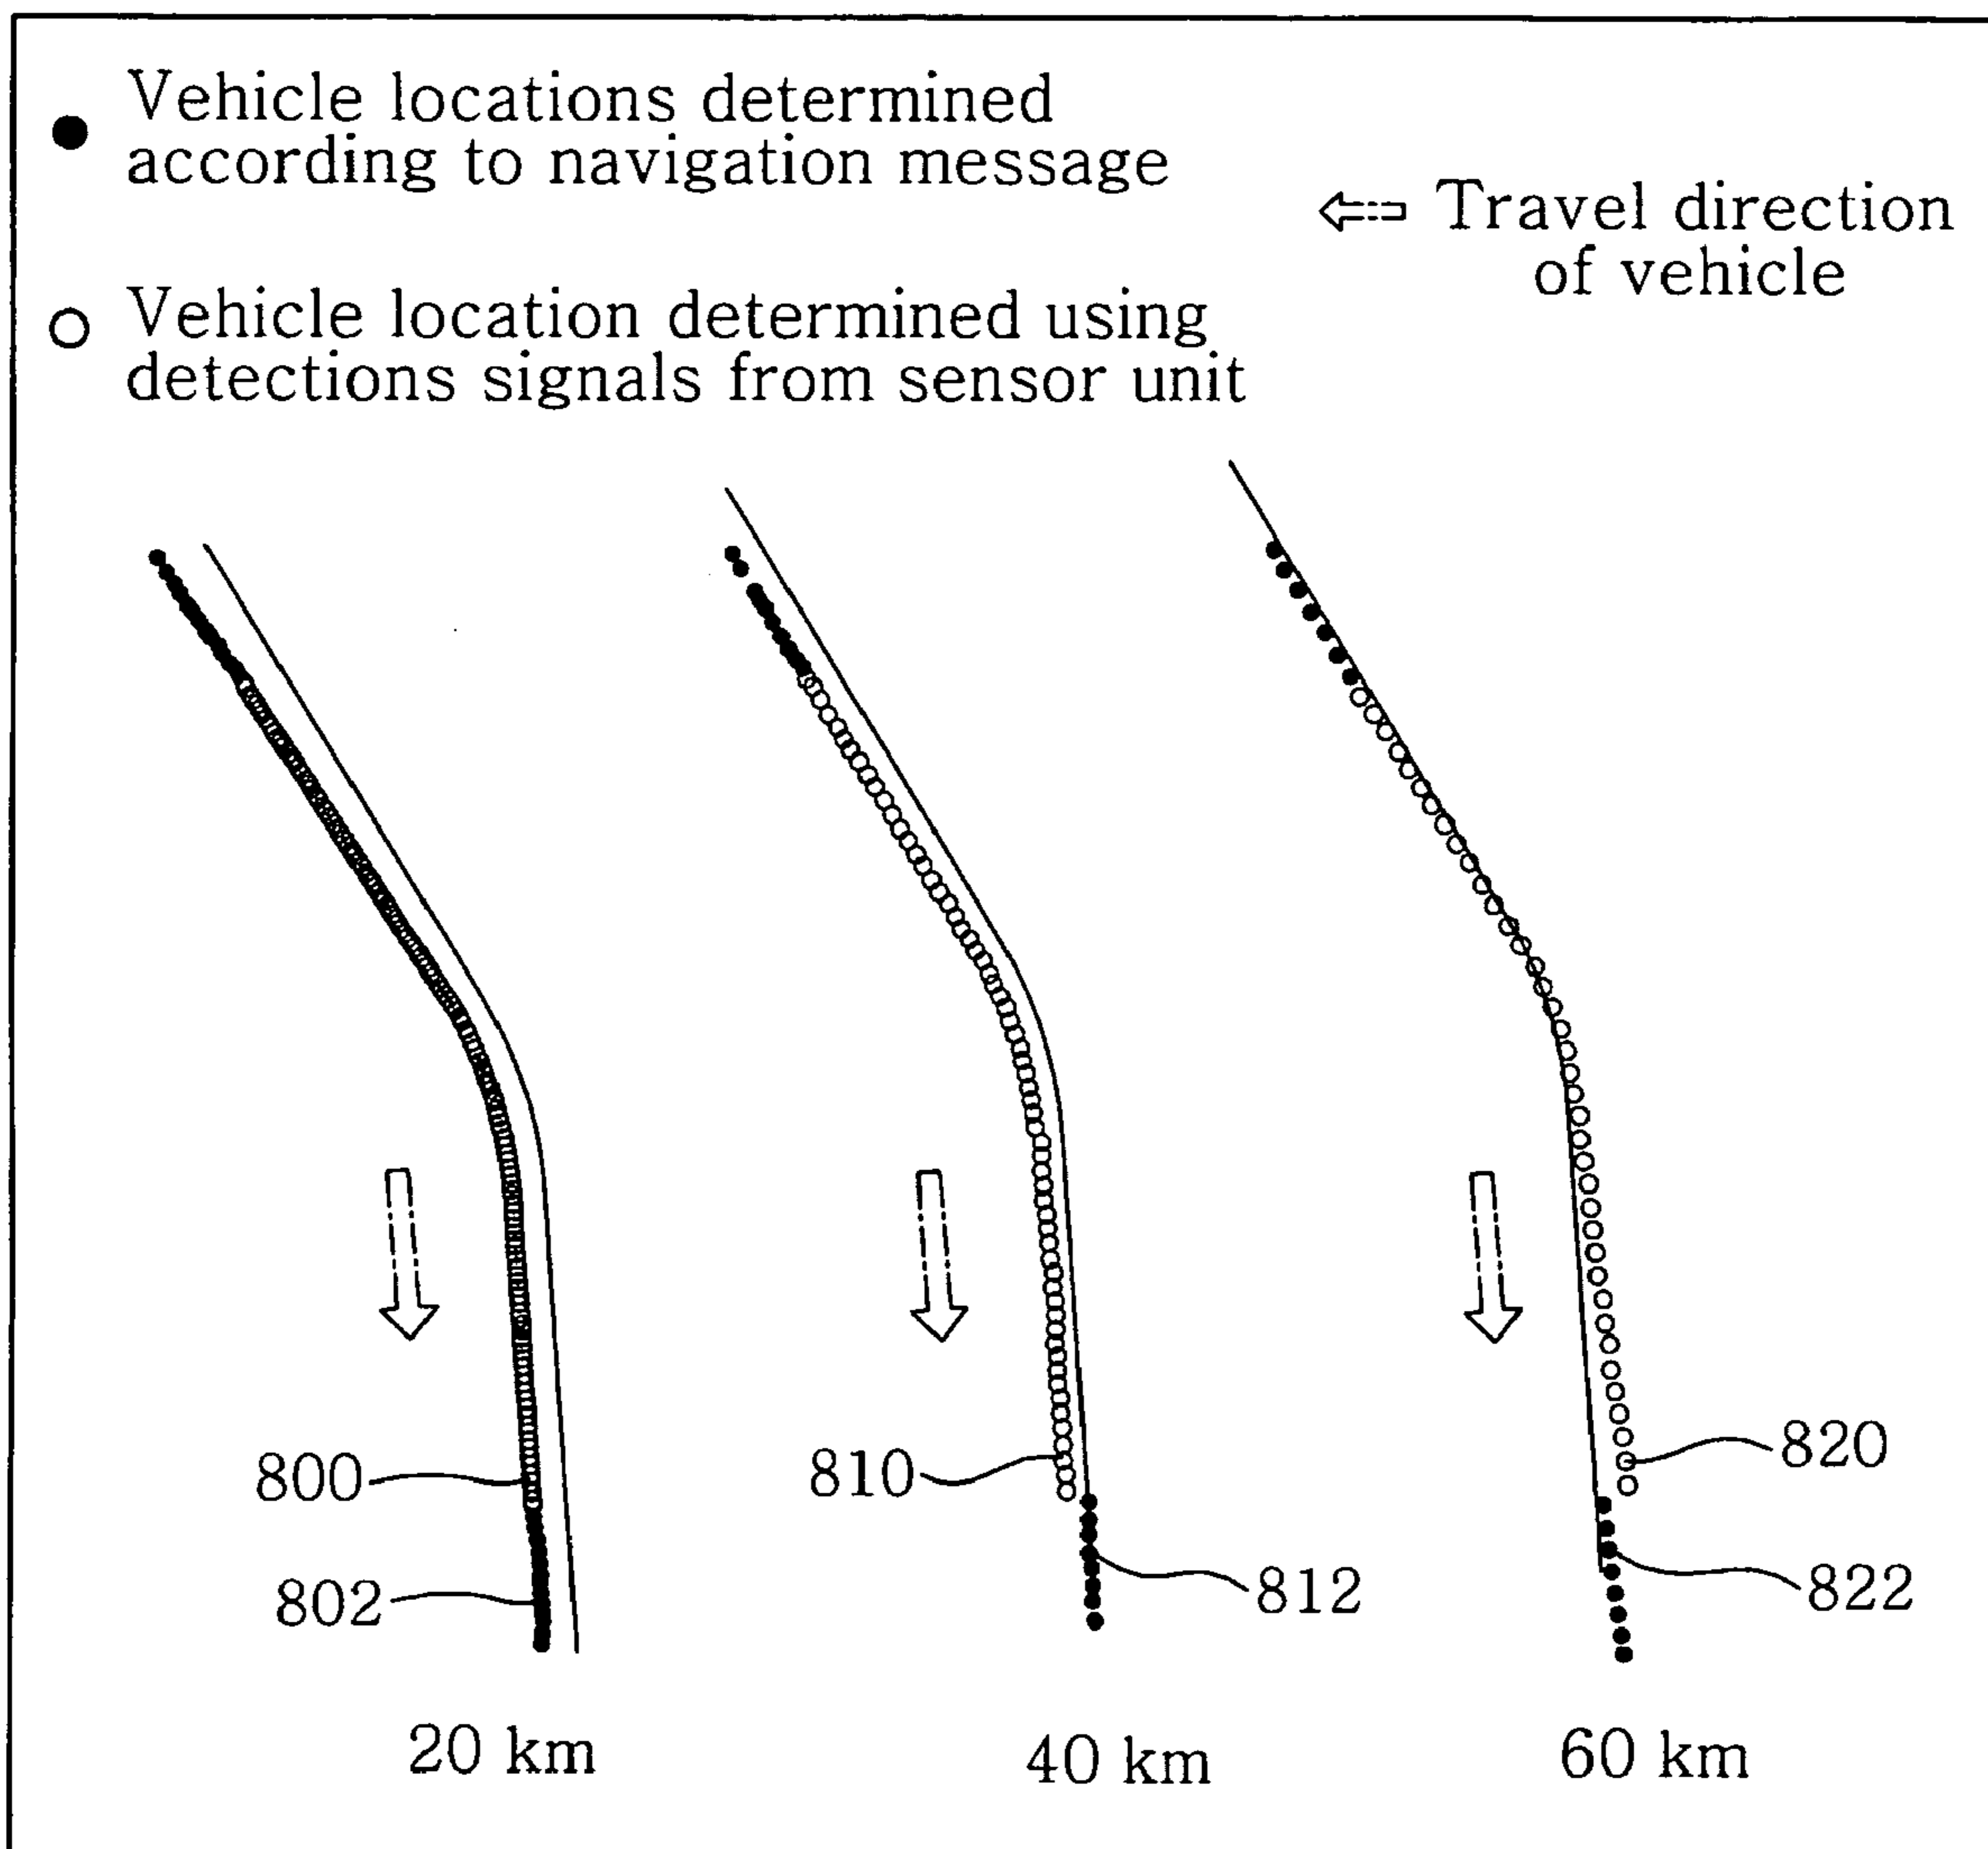 Vehicle locations determined
according to navigation message
Travel direction
of vehicle
Vehicle location determined using
detections signals from sensor unit
800
802
810
812
820
822
20 km
40 km
60 km